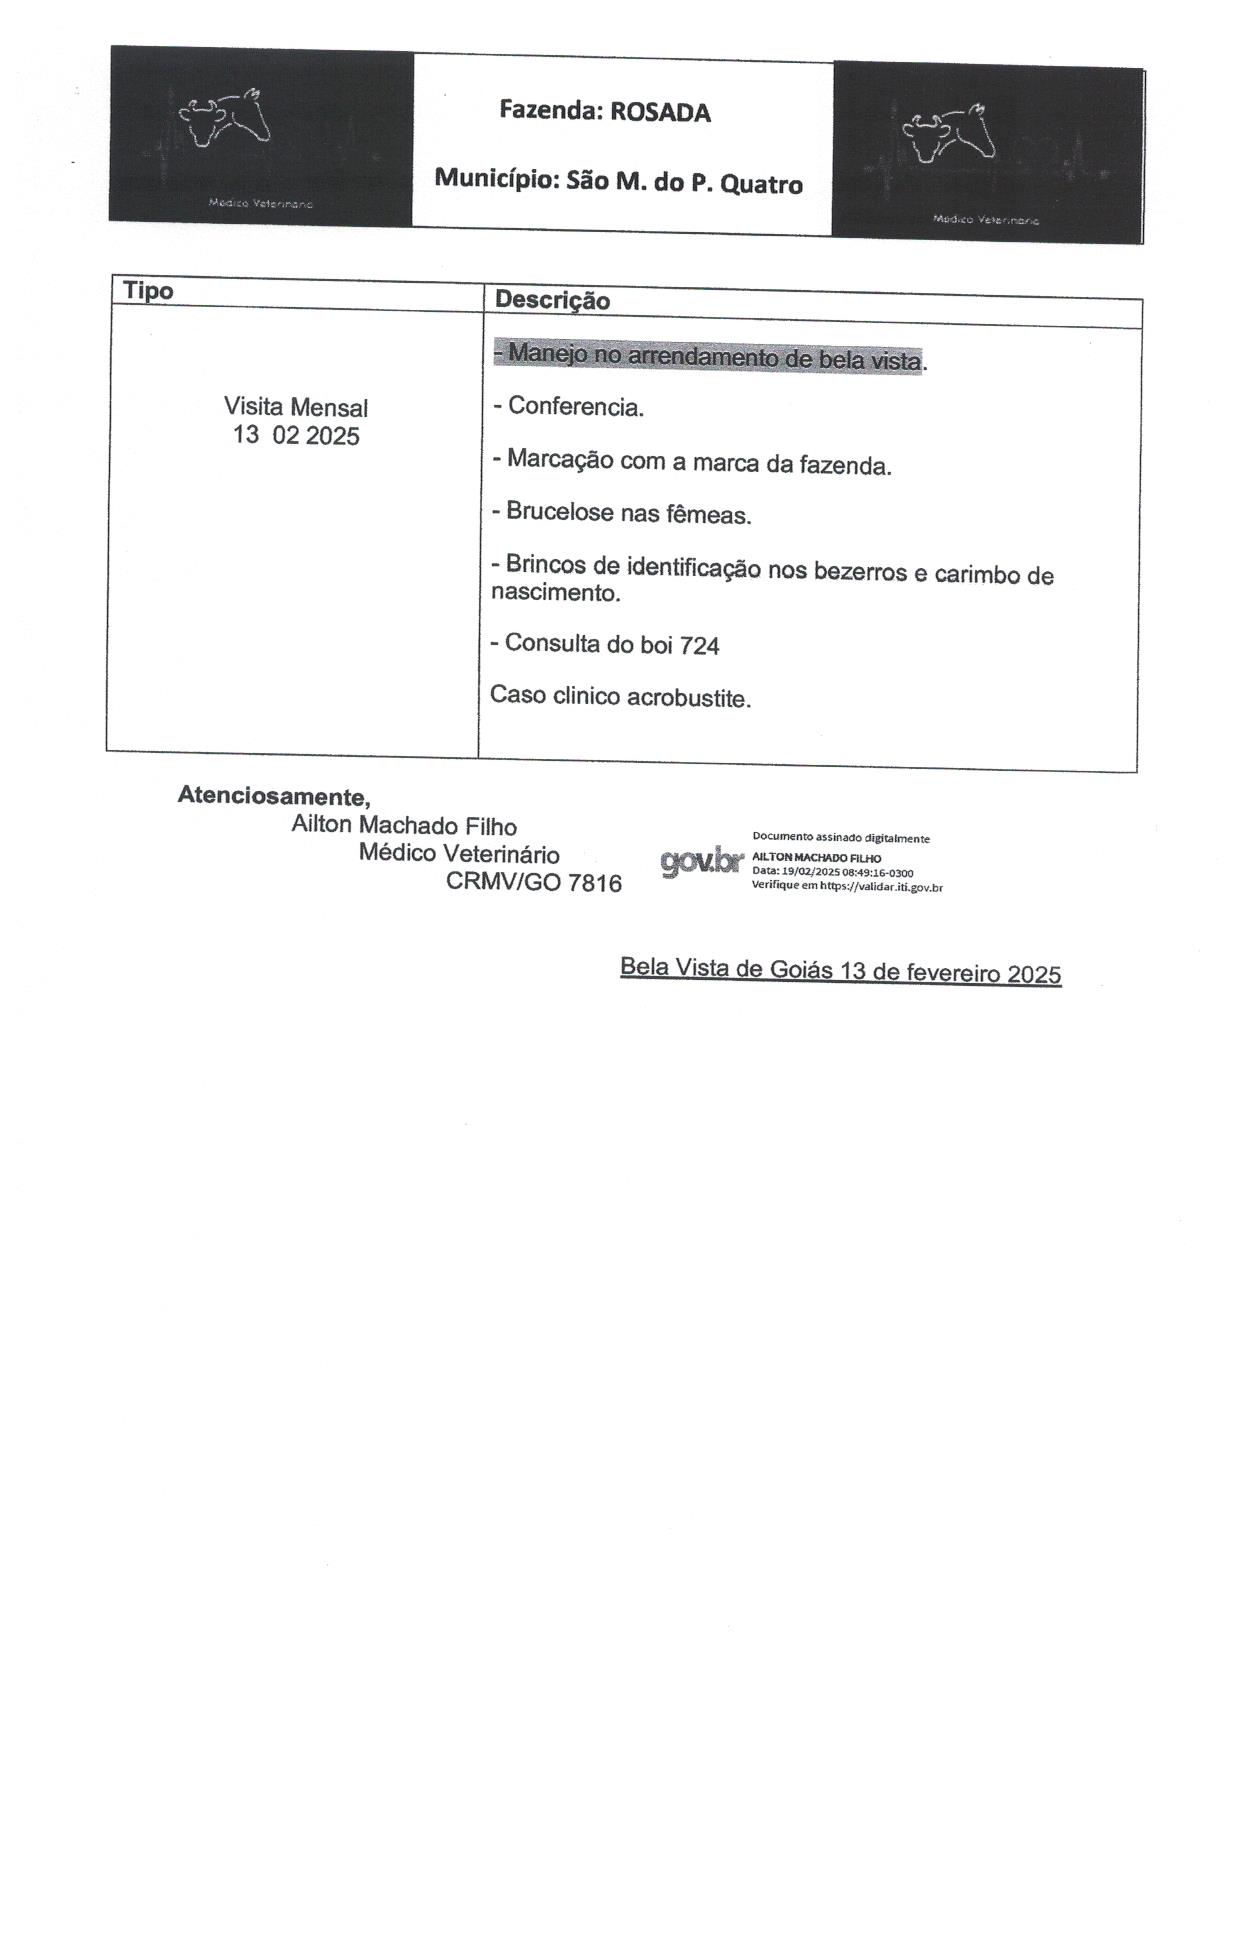 Fazenda: ROSADA
Município: São M. do P. Quatro
Médico Veterinário
Médico Veterinário
Tipo
Descrição
Visita Mensal
13 02 2025
- Manejo no arrendamento de bela vista.
- Conferencia.
- Marcação com a marca da fazenda.
- Brucelose nas fêmeas.
- Brincos de identificação nos bezerros e carimbo de
nascimento.
- Consulta do boi 724
Caso clinico acrobustite.
Atenciosamente,
Ailton Machado Filho
Médico Veterinário
CRMV/GO 7816
gov.br
Documento assinado digitalmente
AILTON MACHADO FILHO
Data: 19/02/2025 08:49:16-0300
Verifique em https://validar.iti.gov.br
Bela Vista de Goiás 13 de fevereiro 2025